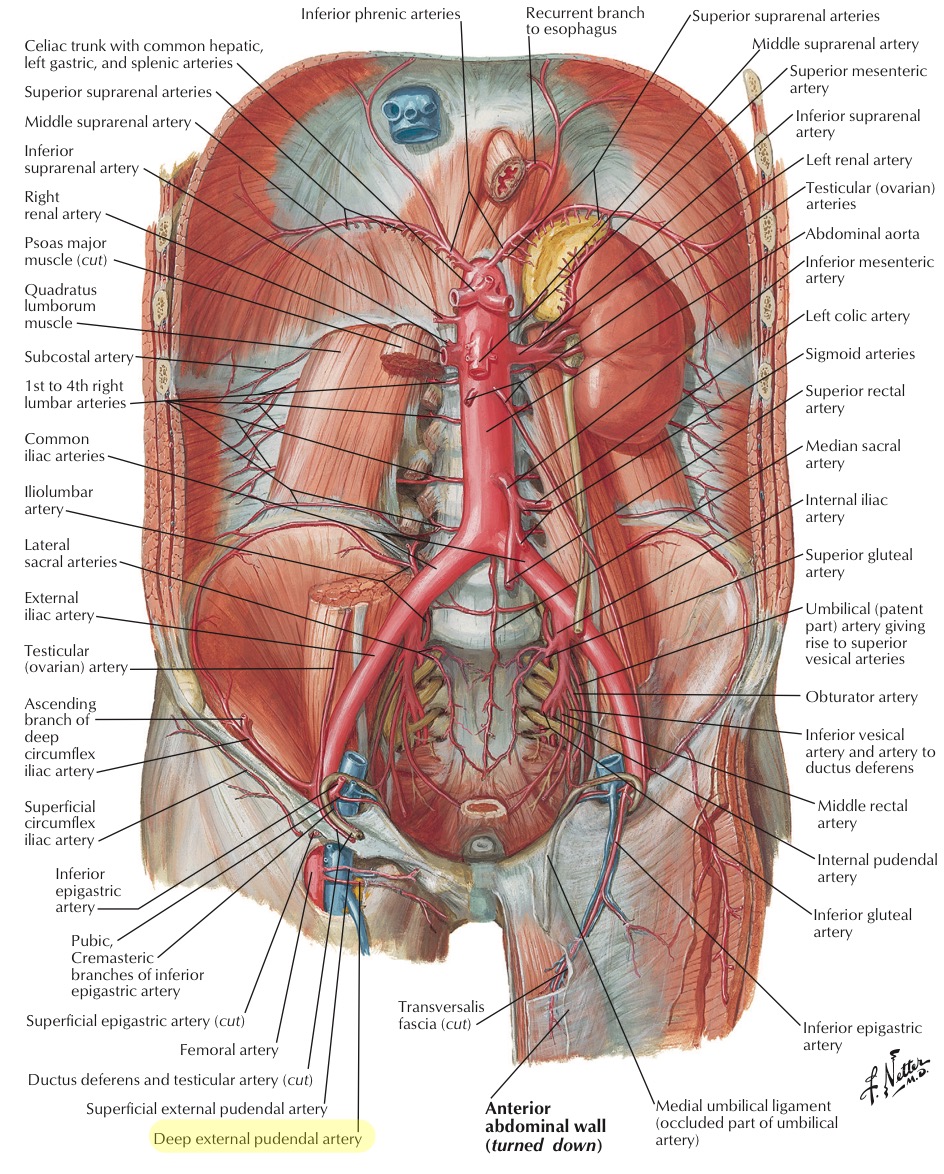 Inferior phrenic arteries
Recurrent branch
to esophagus
Superior suprarenal arteries
Celiac trunk with common hepatic,
left gastric, and splenic arteries
Superior suprarenal arteries
Middle suprarenal artery
Inferior
suprarenal artery
Right
renal artery
Psoas major
muscle (cut)
Quadratus
lumborum
muscle
Subcostal artery
1st to 4th right
lumbar arteries
Common
iliac arteries
Iliolumbar
artery
Lateral
sacral arteries
External
iliac artery
Testicular
(ovarian) artery
Ascending
branch of
deep
circumflex
iliac artery
Superficial
circumflex
iliac artery
Inferior
epigastric
artery
Pubic,
Cremasteric
branches of inferior
epigastric artery
Superficial epigastric artery (cut)
Femoral artery
Ductus deferens and testicular artery (cut)
Superficial external pudendal artery
Deep external pudendal artery
Middle suprarenal artery
Superior mesenteric
artery
Inferior suprarenal
artery
Left renal artery
Testicular (ovarian)
arteries
Abdominal aorta
Inferior mesenteric
artery
Left colic artery
Sigmoid arteries
Superior rectal
artery
Median sacral
artery
Internal iliac
artery
Superior gluteal
artery
Umbilical (patent
part) artery giving
rise to superior
vesical arteries
Obturator artery
Inferior vesical
artery and artery to
ductus deferens
Middle rectal
artery
Internal pudendal
artery
Inferior gluteal
artery
Inferior epigastric
artery
Transversalis
fascia (cut)
Anterior
abdominal wall
(turned down)
Medial umbilical ligament
(occluded part of umbilical
artery)
F. Netter
M.D.